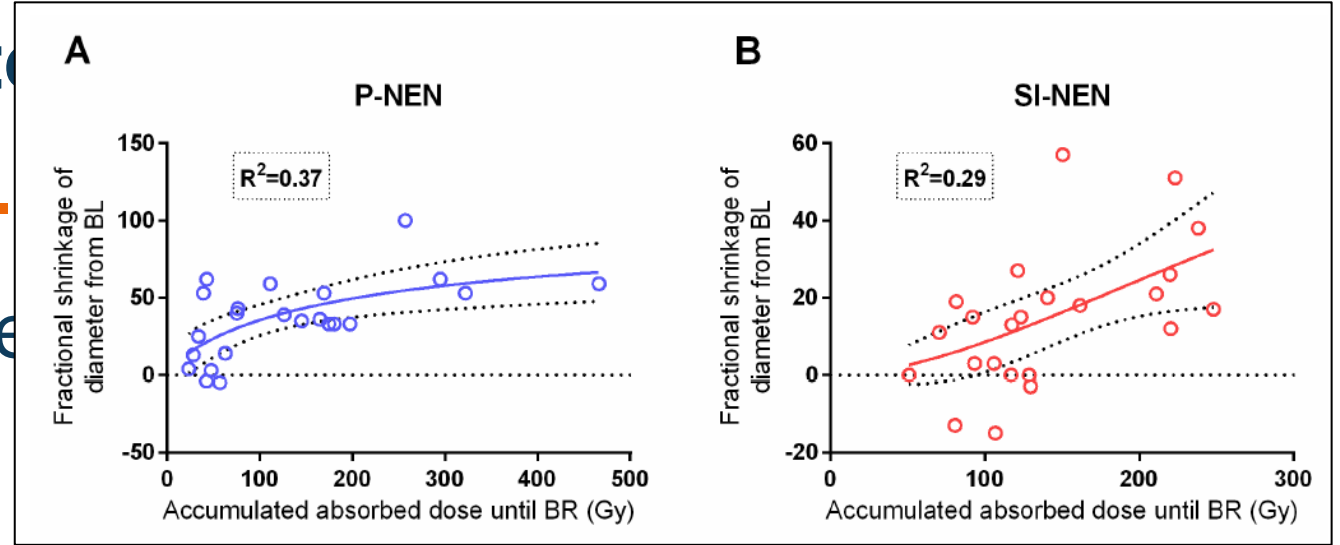 A
P-NEN
150
100
50
0
-50
R²=0.37
Fractional shrinkage of
diameter from BL
0 100 200 300 400 500
Accumulated absorbed dose until BR (Gy)
B
SI-NEN
60
40
20
0
-20
R²=0.29
Fractional shrinkage of
diameter from BL
0 100 200 300
Accumulated absorbed dose until BR (Gy)